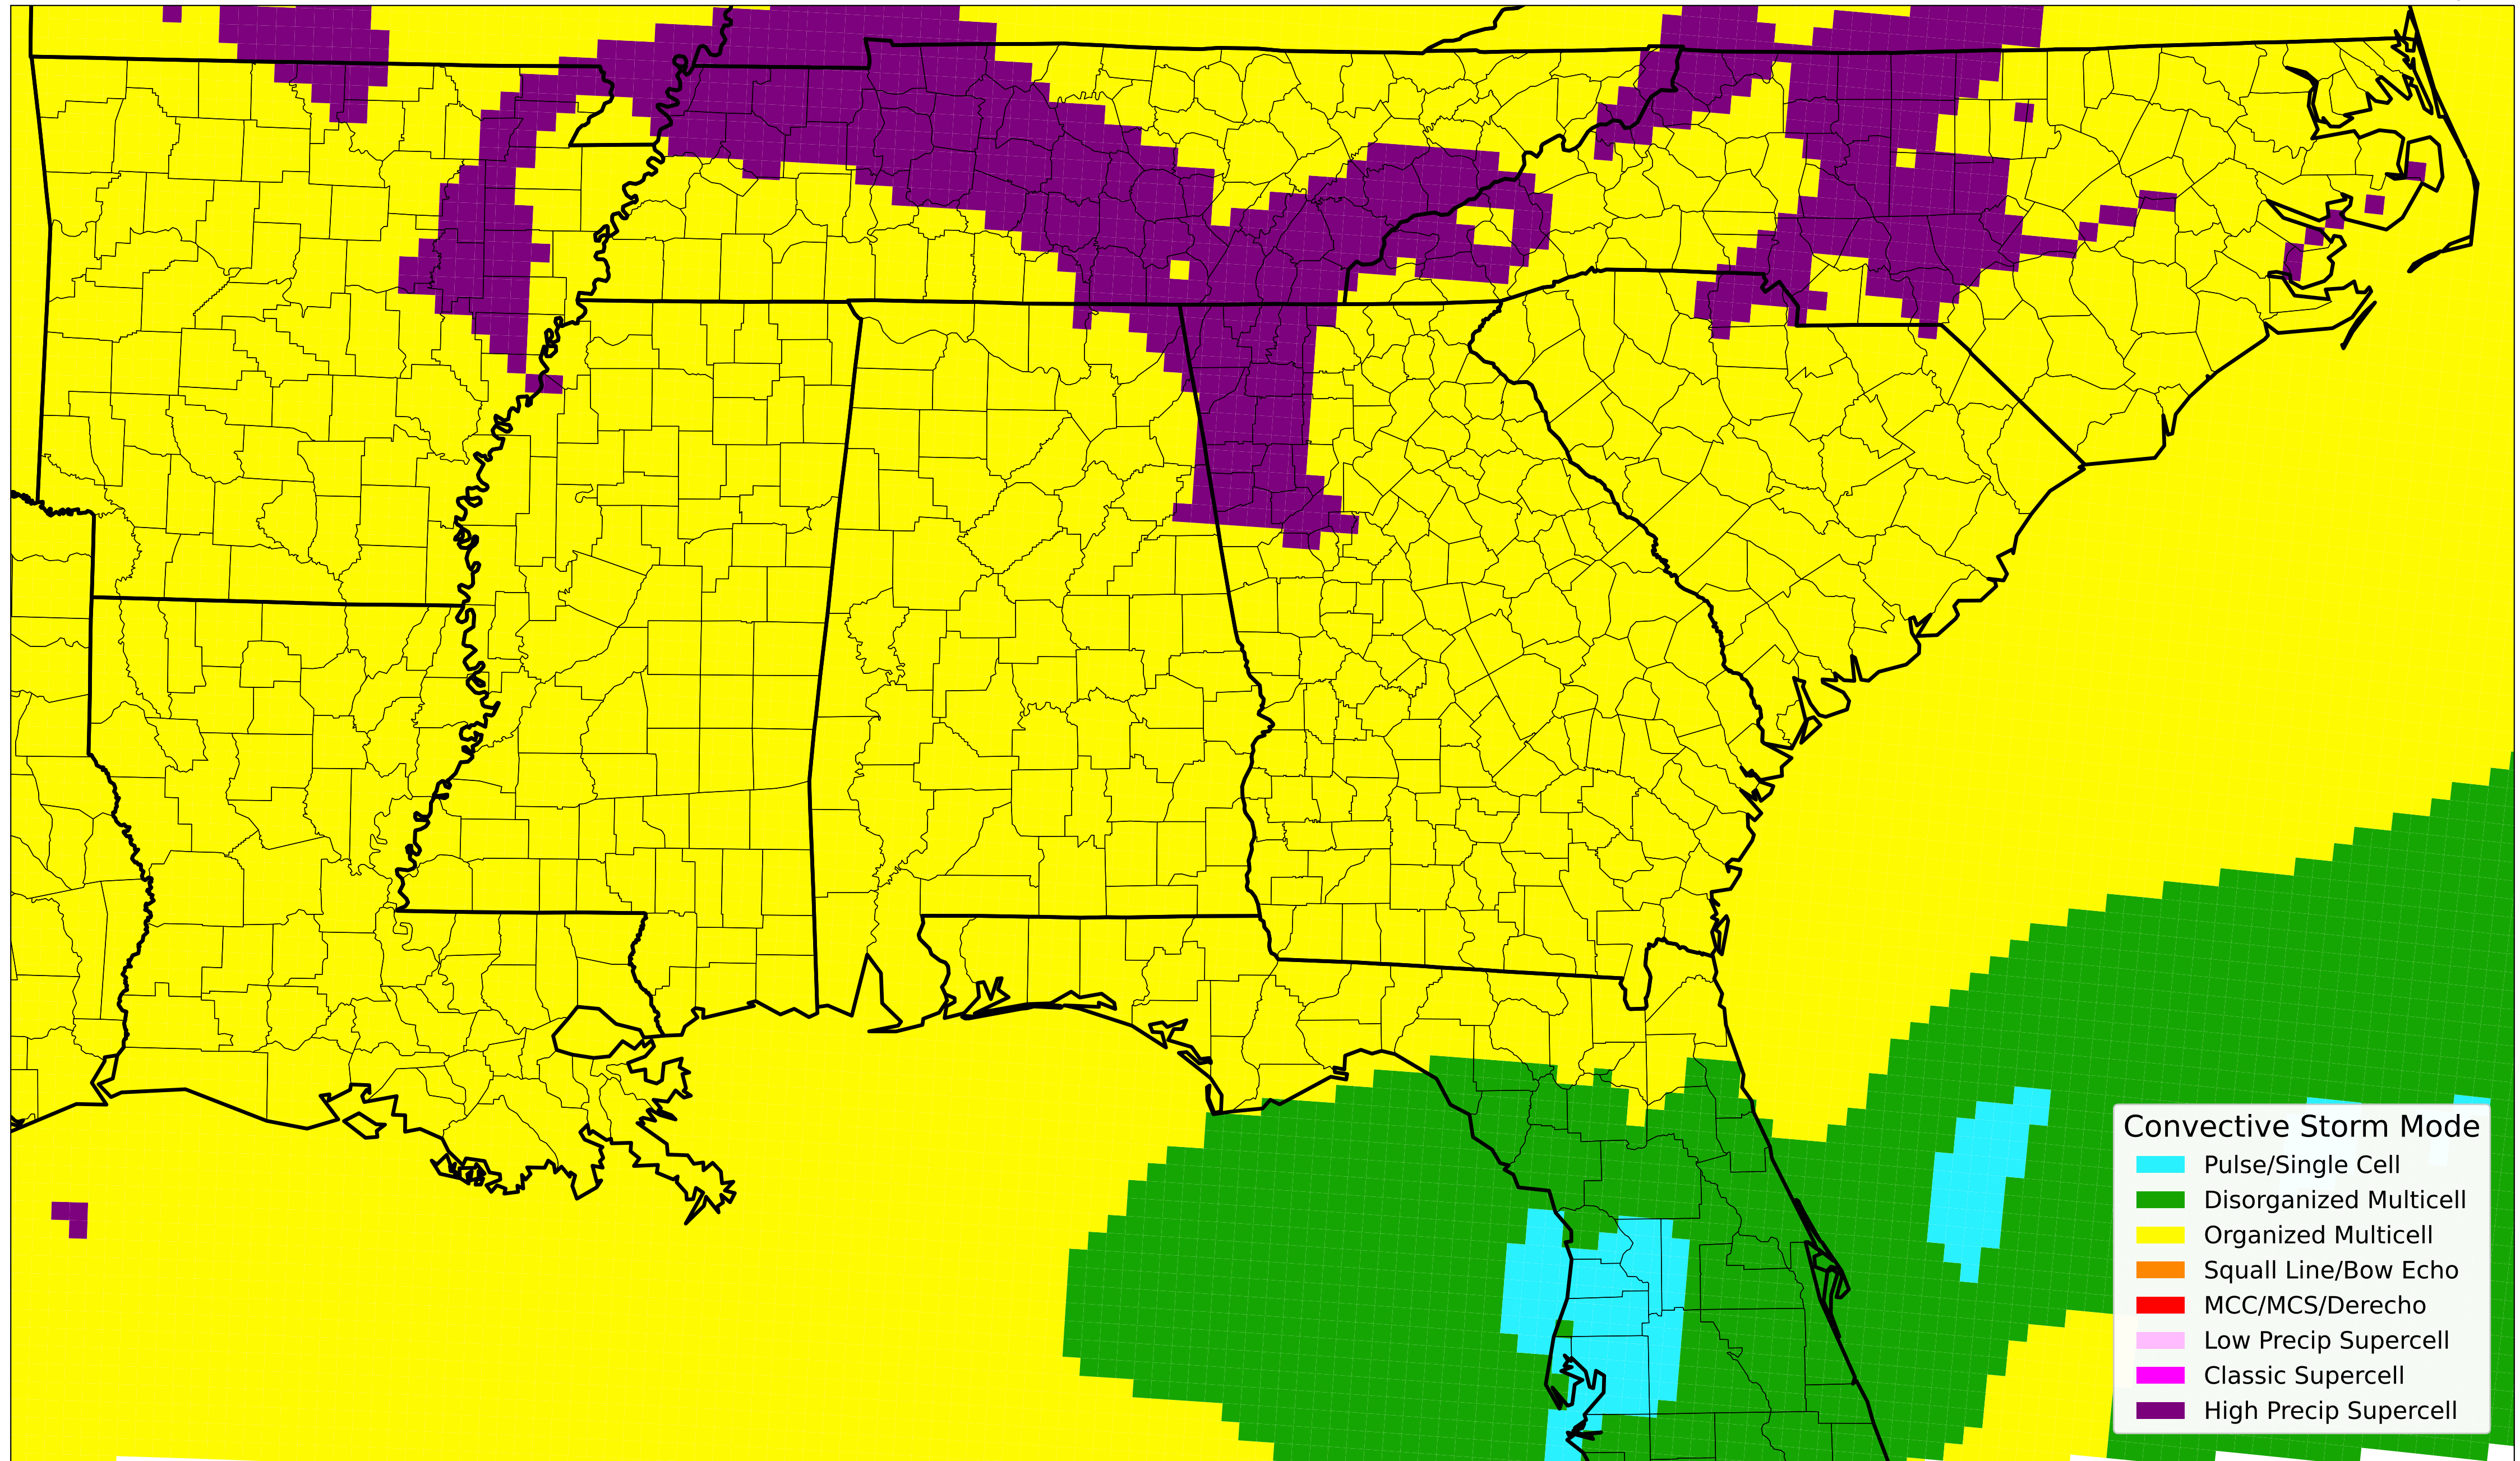 Convective Storm Mode
Pulse/Single Cell
Disorganized Multicell
Organized Multicell
Squall Line/Bow Echo
MCC/MCS/Derecho
Low Precip Supercell
Classic Supercell
High Precip Supercell